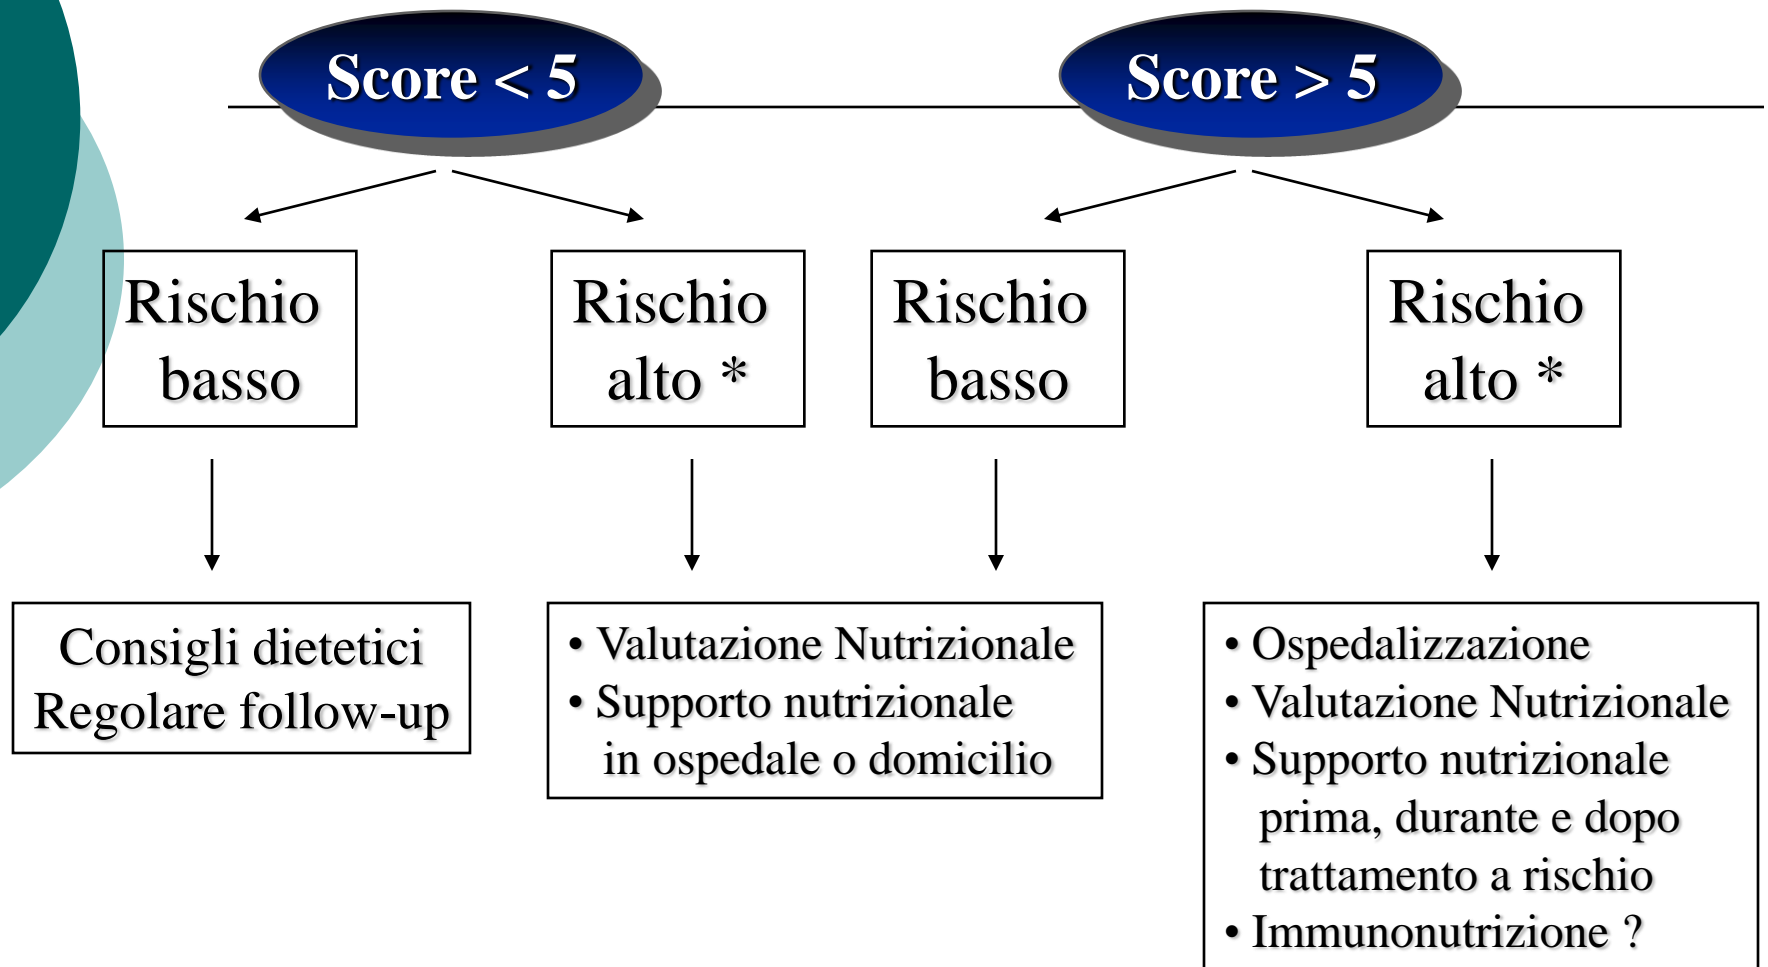 Score < 5
Score > 5
Rischio
basso
Rischio
alto *
Rischio
basso
Rischio
alto *
Consigli dietetici
Regolare follow-up
• Valutazione Nutrizionale
• Supporto nutrizionale
in ospedale o domicilio
• Ospedalizzazione
• Valutazione Nutrizionale
• Supporto nutrizionale
prima, durante e dopo
trattamento a rischio
• Immunonutrizione ?